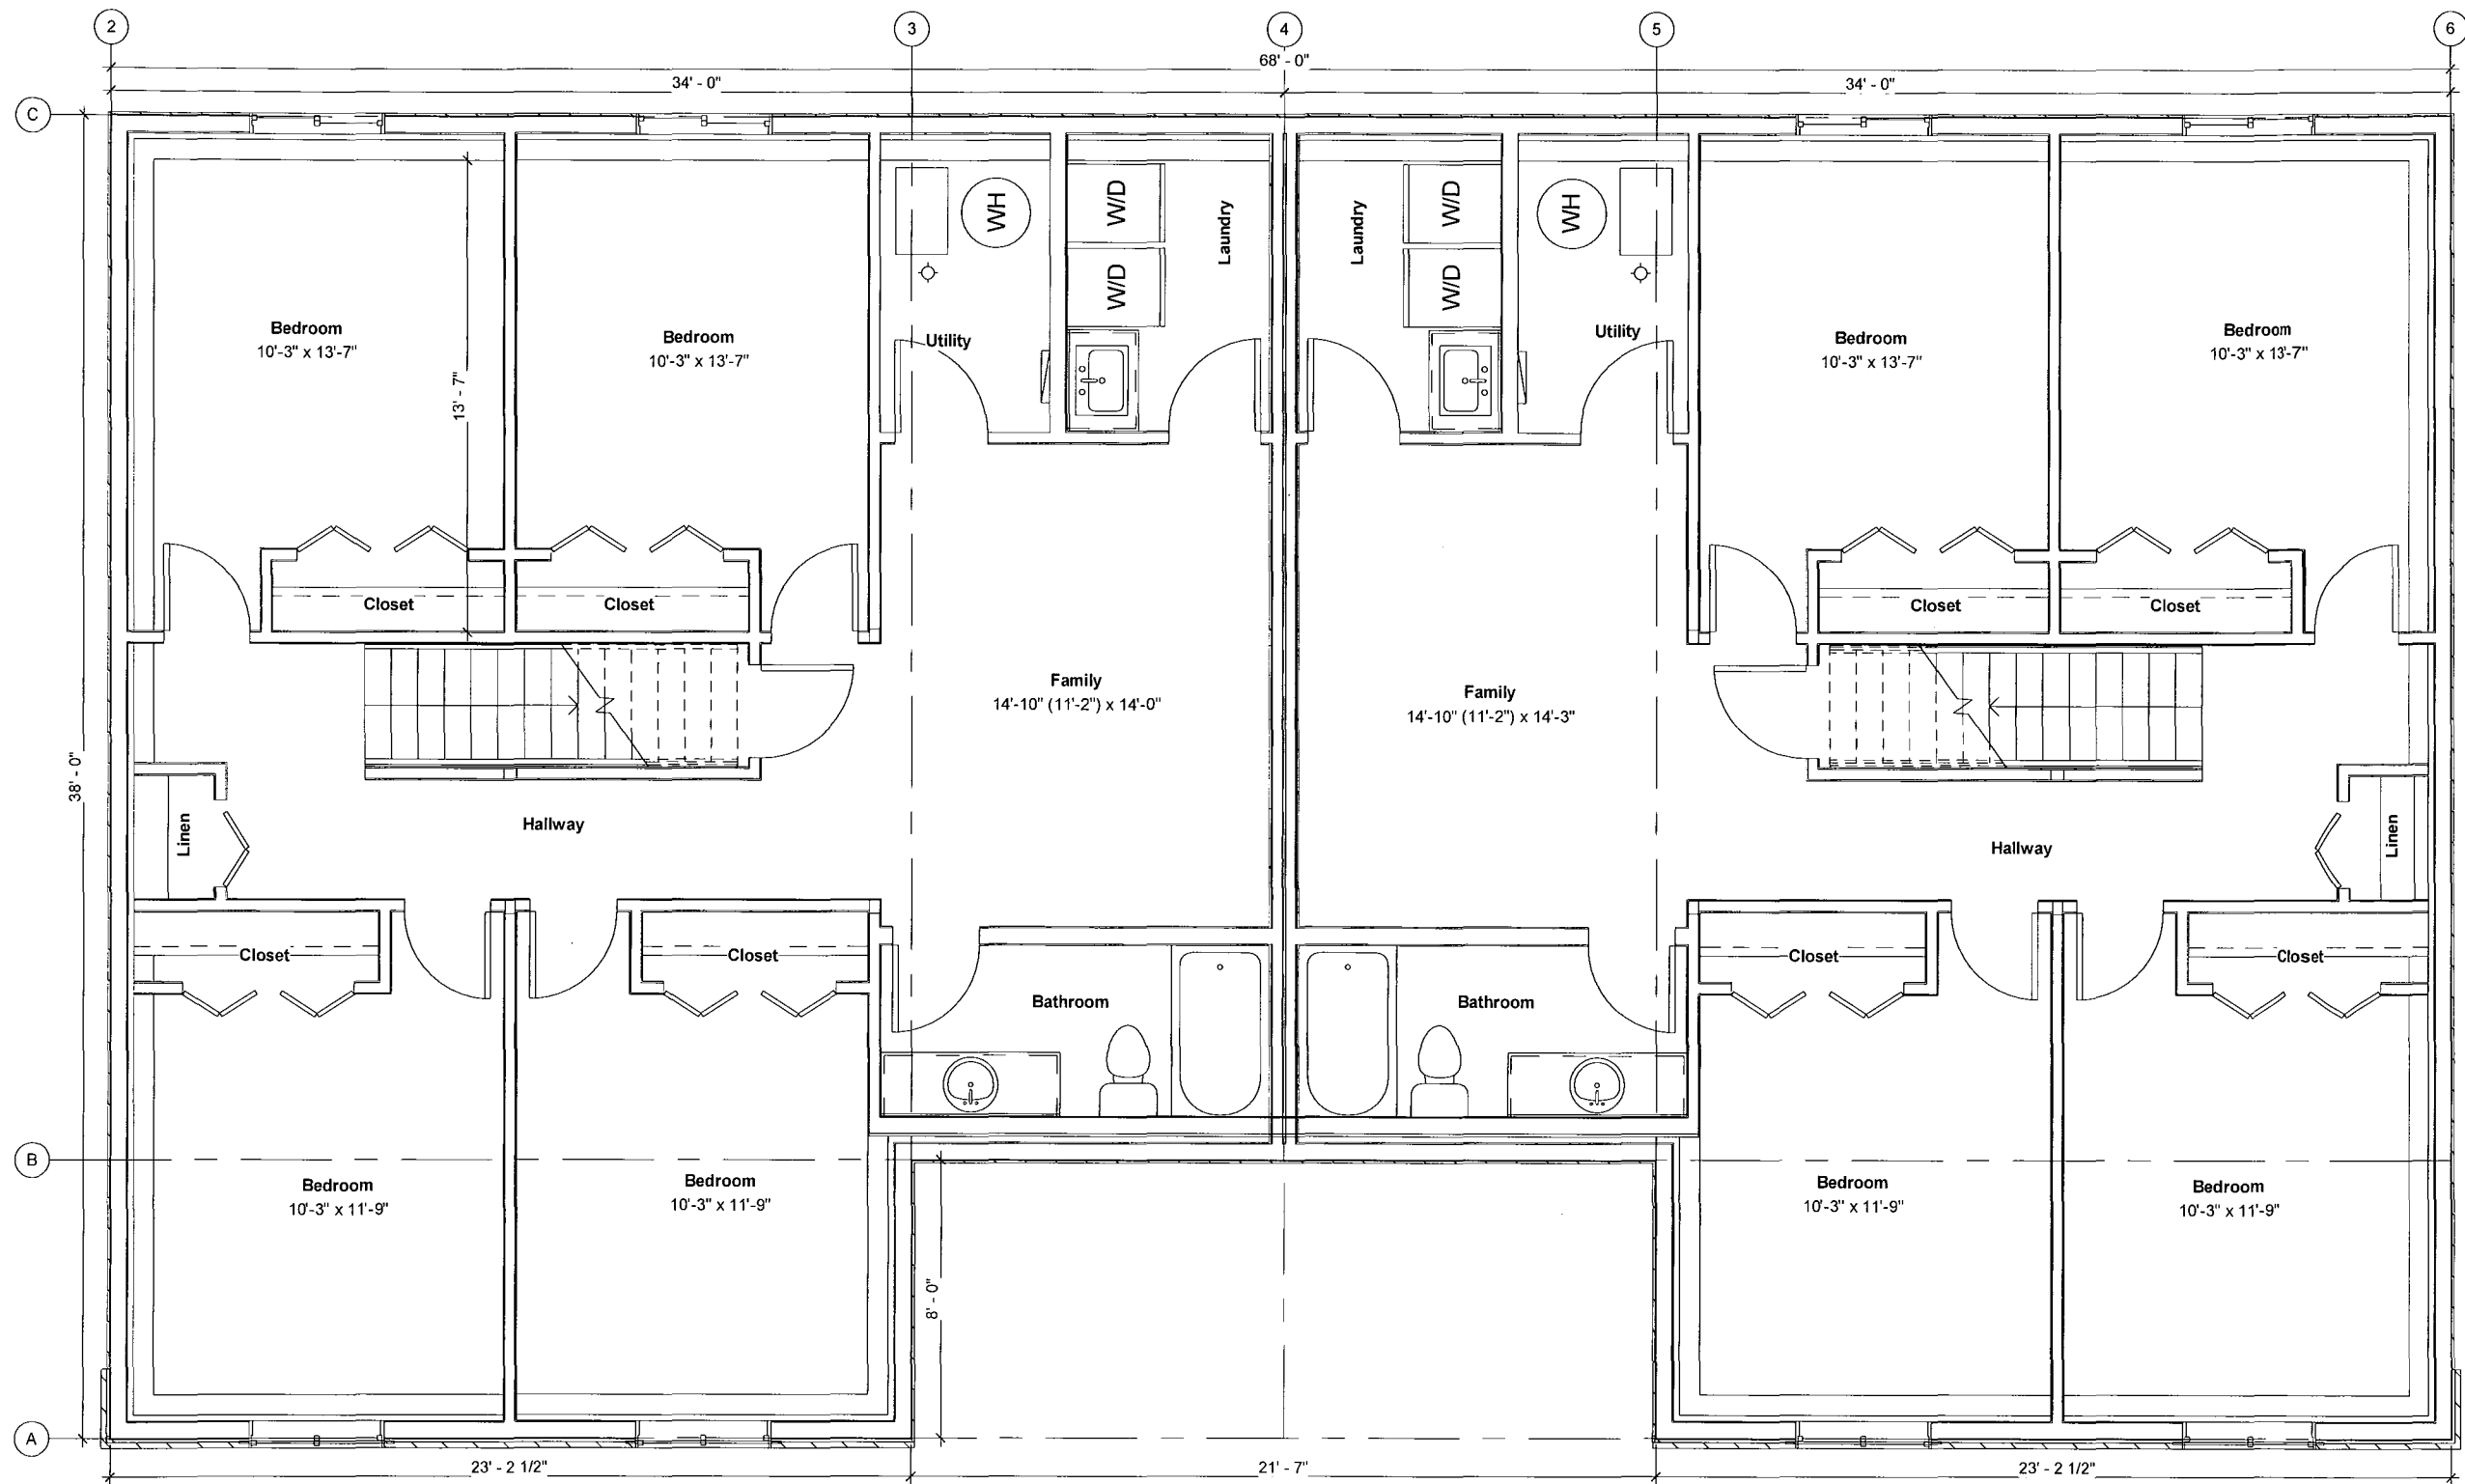 2
3
4
5
6
68' - 0"
34' - 0"
34' - 0"
C
WH
W/D
W/D
Laundry
Laundry
W/D
W/D
WH
Bedroom
10'-3" x 13'-7"
Bedroom
10'-3" x 13'-7"
Utility
Utility
Bedroom
10'-3" x 13'-7"
Bedroom
10'-3" x 13'-7"
13' - 7"
Closet
Closet
Closet
Closet
Family
14'-10" (11'-2") x 14'-0"
Family
14'-10" (11'-2") x 14'-3"
38' - 0"
Linen
Hallway
Hallway
Linen
Closet
Closet
Closet
Closet
Bathroom
Bathroom
B
Bedroom
10'-3" x 11'-9"
Bedroom
10'-3" x 11'-9"
Bedroom
10'-3" x 11'-9"
Bedroom
10'-3" x 11'-9"
8' - 0"
A
23' - 2 1/2"
21' - 7"
23' - 2 1/2"